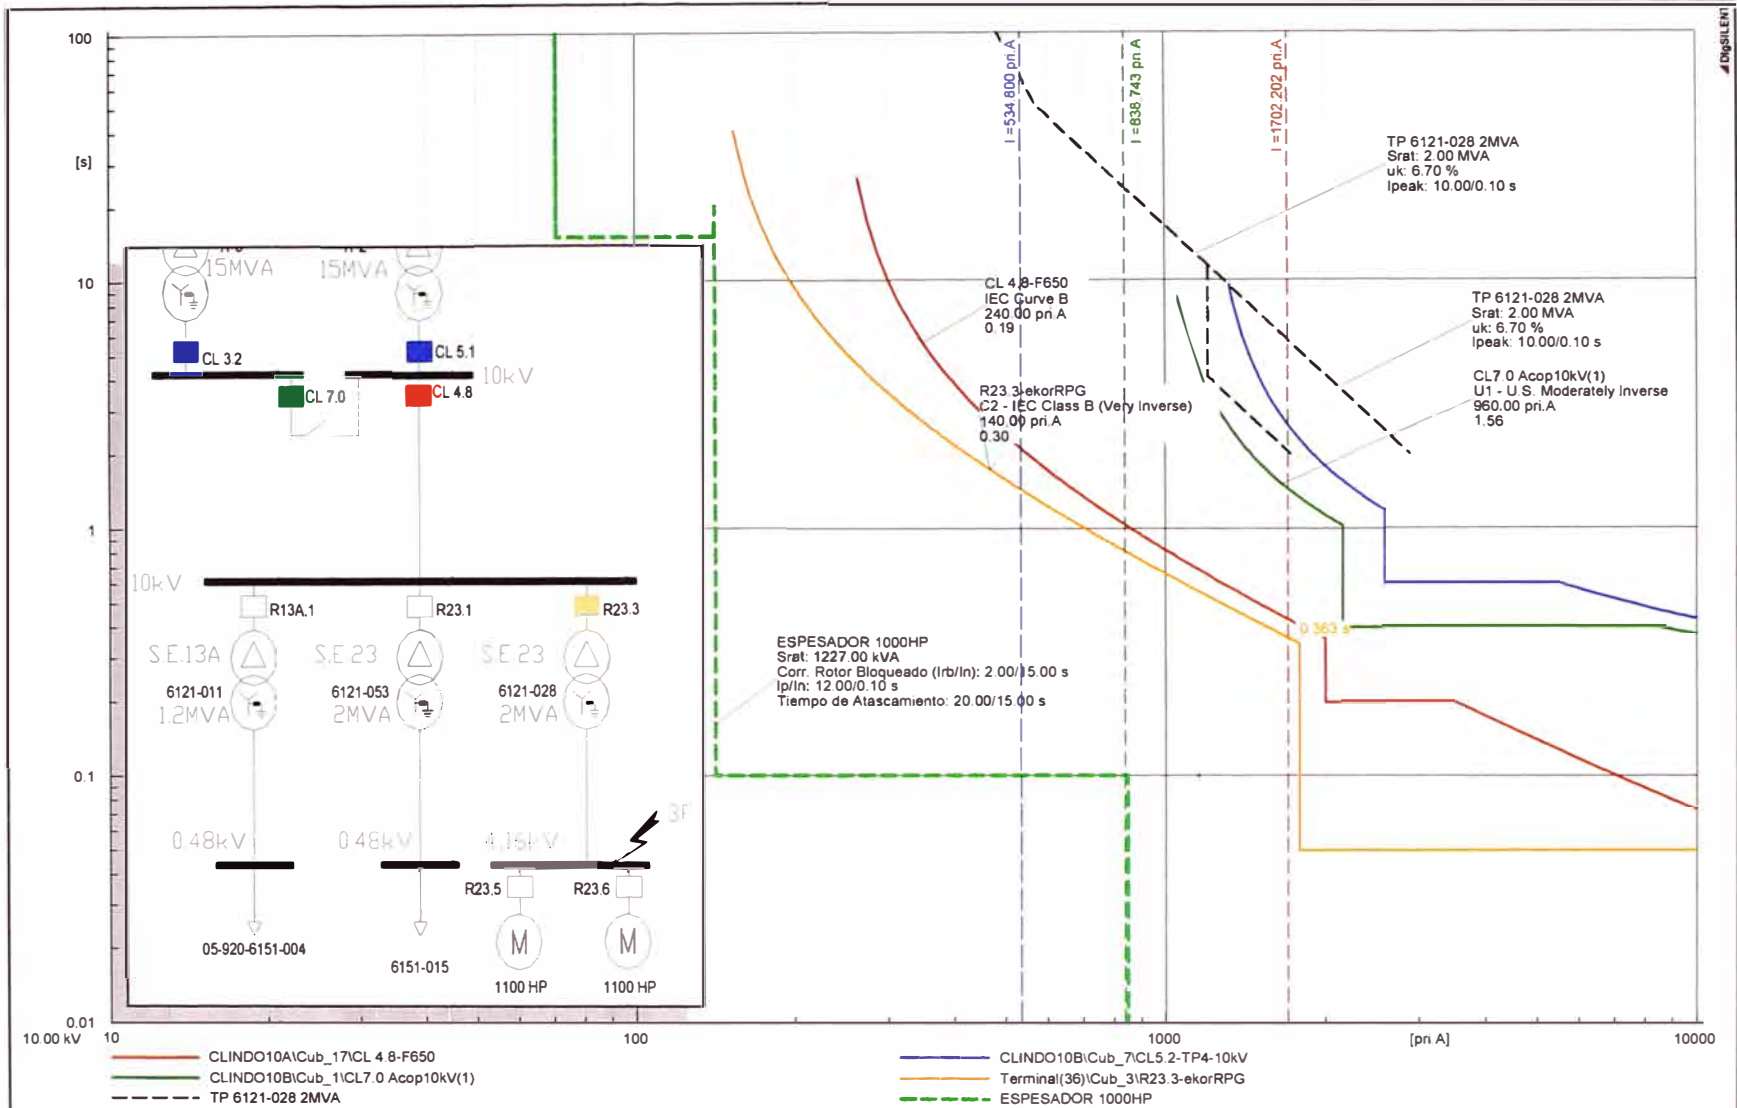 DIgSILENT
100
[s]
10
1
0.1
0.01
10.00 kV
10
100
1000
[pri.A]
10000
I =534.800 pri.A
I =838.743 pri.A
I =1702.202 pri.A
TP 6121-028 2MVA
Srat: 2.00 MVA
uk: 6.70 %
Ipeak: 10.00/0.10 s
CL 4.8-F650
IEC Curve B
240.00 pri.A
0.19
TP 6121-028 2MVA
Srat: 2.00 MVA
uk: 6.70 %
Ipeak: 10.00/0.10 s
CL7.0 Acop10kV(1)
U1 - U.S. Moderately Inverse
960.00 pri.A
1.56
R23.3-ekorRPG
C2 - IEC Class B (Very Inverse)
140.00 pri.A
0.30
0.363 s
ESPESADOR 1000HP
Srat: 1227.00 kVA
Corr. Rotor Bloqueado (Irb/In): 2.00/15.00 s
Ip/In: 12.00/0.10 s
Tiempo de Atascamiento: 20.00/15.00 s
15MVA
15MVA
CL 3.2
CL 5.1
10kV
CL 7.0
CL 4.8
10kV
R13A.1
R23.1
R23.3
S.E.13A
S.E.23
S.E.23
6121-011
6121-053
6121-028
1.2MVA
2MVA
2MVA
0.48kV
0.48kV
4.16kV
R23.5
R23.6
M
M
05-920-6151-004
6151-015
1100 HP
1100 HP
CLINDO10A\Cub_17\CL 4.8-F650
CLINDO10B\Cub_1\CL7.0 Acop10kV(1)
TP 6121-028 2MVA
CLINDO10B\Cub_7\CL5.2-TP4-10kV
Terminal(36)\Cub_3\R23.3-ekorRPG
ESPESADOR 1000HP